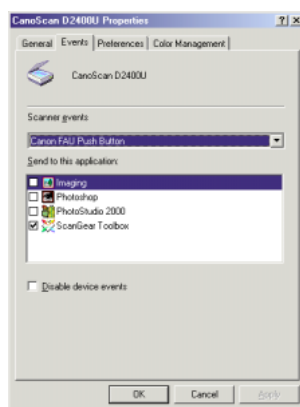 CanoScan D2400U Properties
General Events Preferences Color Management
CanoScan D2400U
Scanner events
Canon FAU Push Button
Send to this application:
Imaging
Photoshop
PhotoStudio 2000
ScanGear Toolbox
Disable device events
OK Cancel Apply